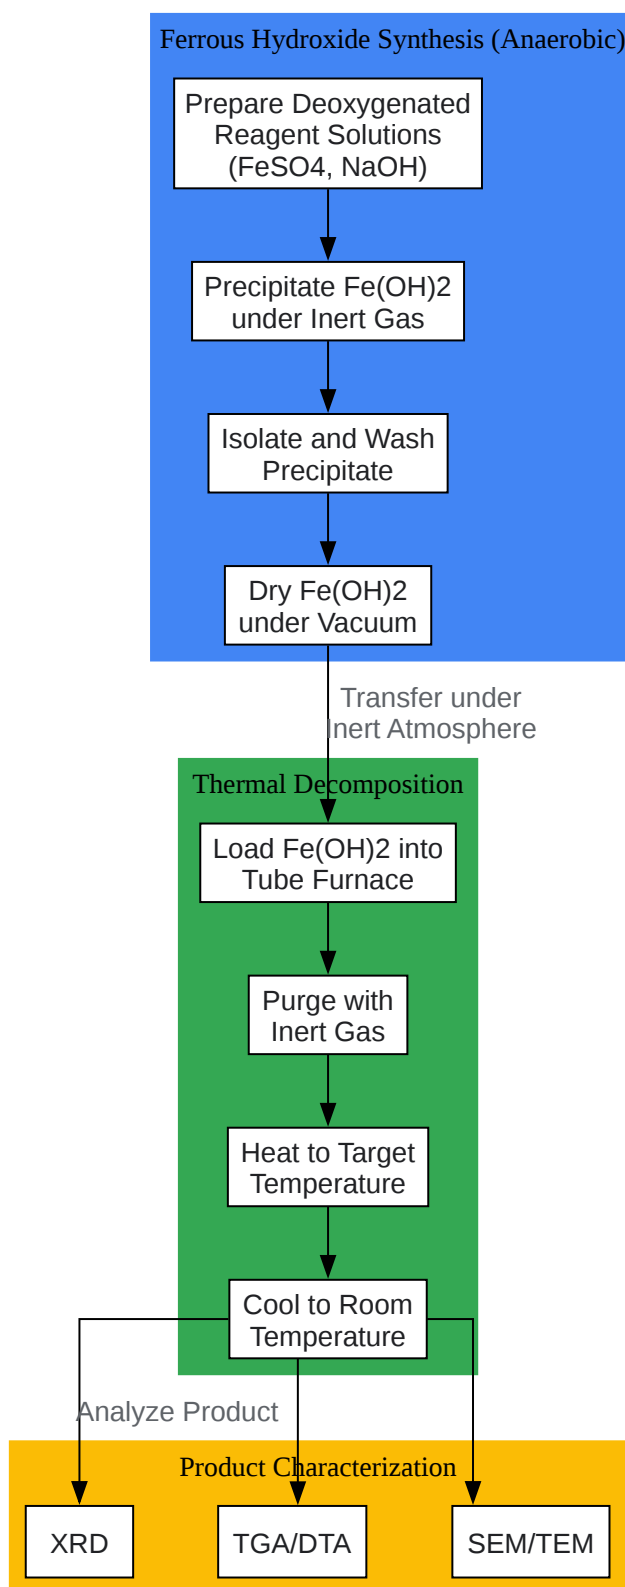 Ferrous Hydroxide Synthesis (Anaerobic)
Prepare Deoxygenated
Reagent Solutions
(FeSO4, NaOH)
Precipitate Fe(OH)2
under Inert Gas
Isolate and Wash
Precipitate
Dry Fe(OH)2
under Vacuum
Transfer under
Inert Atmosphere
Thermal Decomposition
Load Fe(OH)2 into
Tube Furnace
Purge with
Inert Gas
Heat to Target
Temperature
Cool to Room
Temperature
Analyze Product
Product Characterization
XRD
TGA/DTA
SEM/TEM